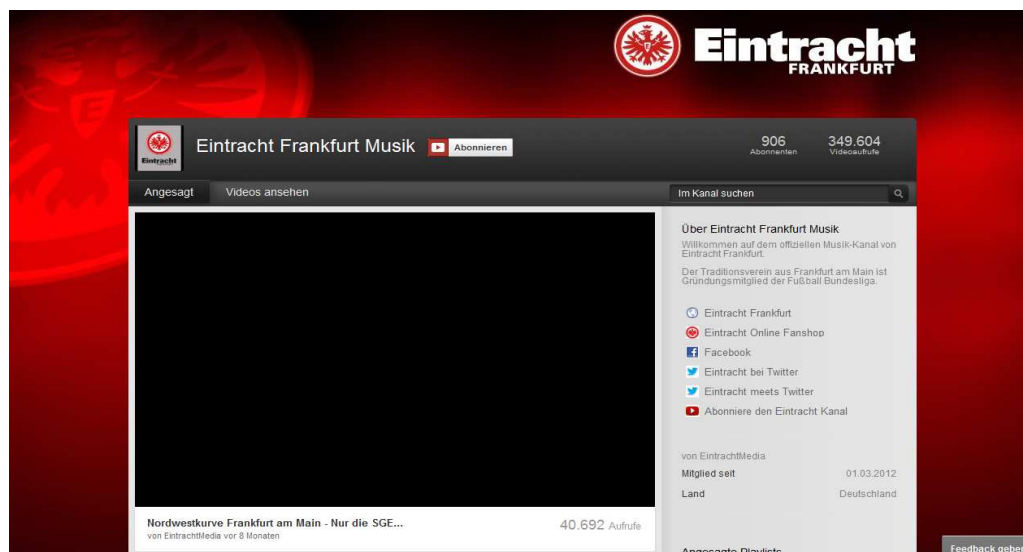 Eintracht
FRANKFURT
Eintracht
Eintracht Frankfurt Musik
Abonnieren
906
Abonnenten
349.604
Videoaufrufe
Angesagt
Videos ansehen
Im Kanal suchen
Über Eintracht Frankfurt Musik
Willkommen auf dem offiziellen Musik-Kanal von
Eintracht Frankfurt.
Der Traditionsverein aus Frankfurt am Main ist
Gründungsmitglied der Fußball Bundesliga.
Eintracht Frankfurt
Eintracht Online Fanshop
Facebook
Eintracht bei Twitter
Eintracht meets Twitter
Abonniere den Eintracht Kanal
von EintrachtMedia
Mitglied seit 01.03.2012
Land Deutschland
Nordwestkurve Frankfurt am Main - Nur die SGE...
von EintrachtMedia vor 8 Monaten
40.692 Aufrufe
Angesagte Playlists
Feedback geben